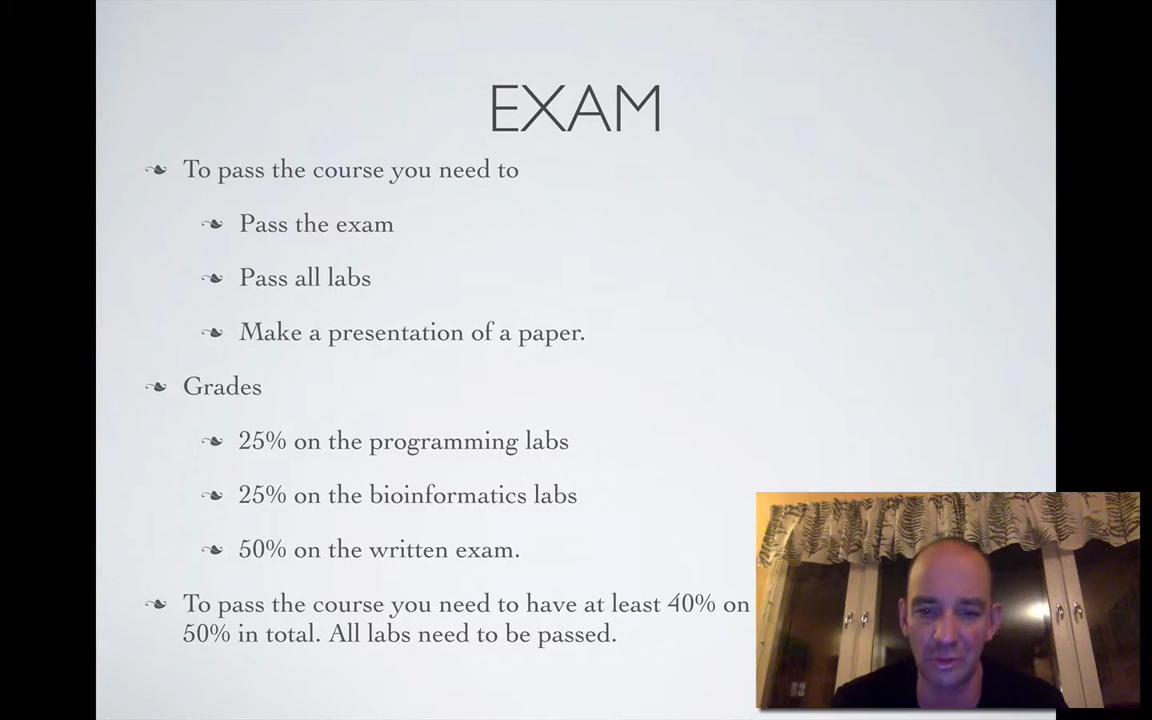 EXAM
To pass the course you need to
Pass the exam
Pass all labs
Make a presentation of a paper.
Grades
25% on the programming labs
25% on the bioinformatics labs
50% on the written exam.
To pass the course you need to have at least 40% on
50% in total. All labs need to be passed.